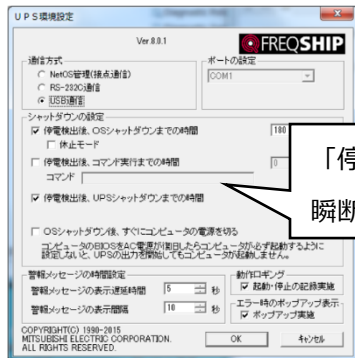 UPS環境設定
Ver 8.0.1
FREQSHIP
通信方式
NetOS管理(接点通信)
RS-232C通信
USB通信
ポートの設定
COM1
シャットダウンの設定
停電検出後、OSシャットダウンまでの時間
180
休止モード
停電検出後、コマンド実行までの時間
0
コマンド
停電検出後、UPSシャットダウンまでの時間
「停
瞬断
OSシャットダウン後、すぐにコンピュータの電源を切る
コンピュータのBIOSをAC電源が復旧したらコンピュータが必ず起動するように
設定しないと、UPSの出力を開始してもコンピュータが起動しません。
警報メッセージの時間設定
警報メッセージの表示遅延時間 5 秒
警報メッセージの表示間隔 10 秒
動作ロギング
起動・停止の記録実施
エラー時のポップアップ表示
ポップアップ実施
COPYRIGHT(C) 1990-2015
MITSUBISHI ELECTRIC CORPORATION.
ALL RIGHTS RESERVED.
OK
キャンセル